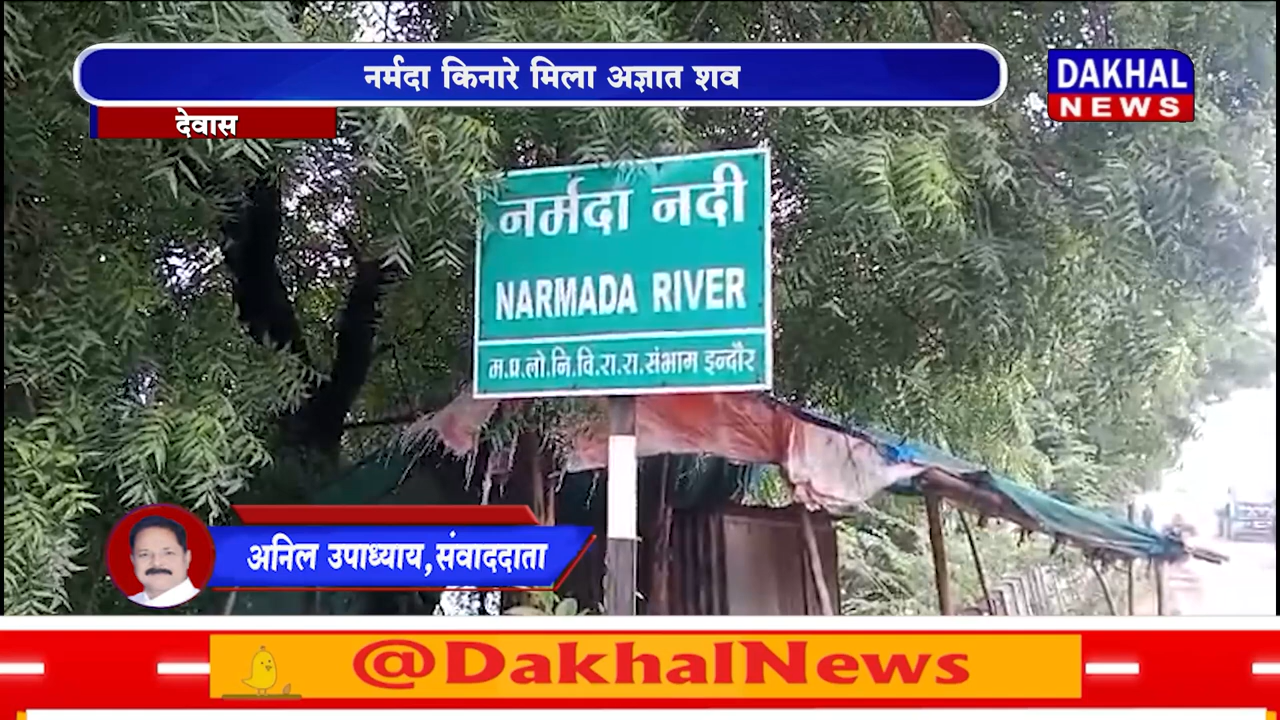 नर्मदा किनारे मिला अज्ञात शव
DAKHAL
NEWS
देवास
नर्मदा नदी
NARMADA RIVER
म.प्र.लो.नि.वि.रा.रा.संभाग इन्दौर
अनिल उपाध्याय,संवाददाता
@DakhalNews